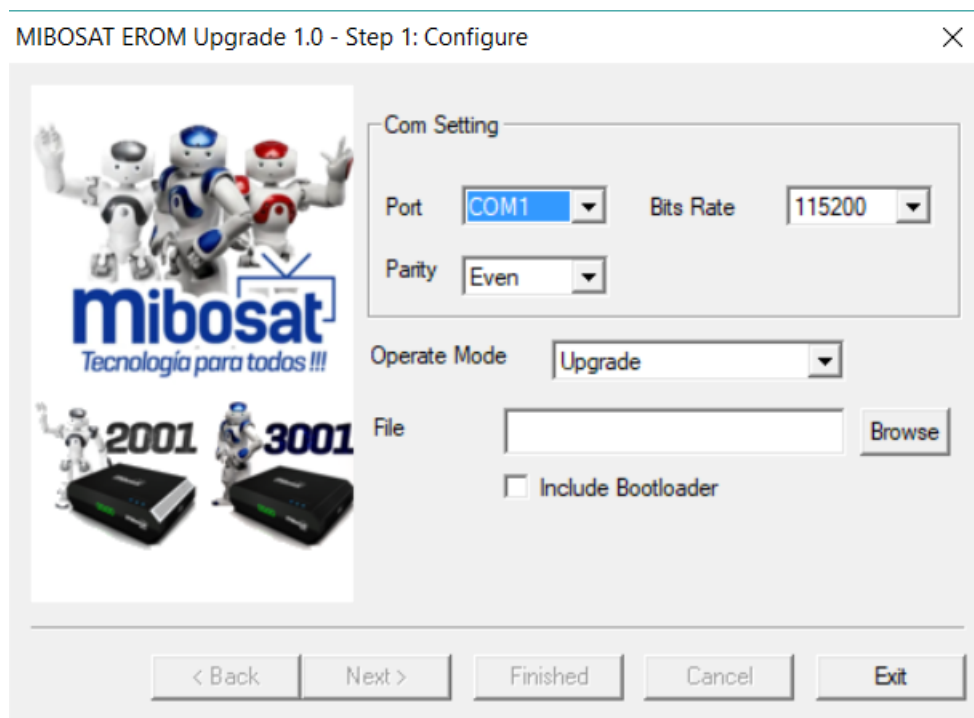 MIBOSAT EROM Upgrade 1.0 - Step 1: Configure
Com Setting
Port COM1 Bits Rate 115200
Parity Even
mibosat
Tecnología para todos !!!
Operate Mode Upgrade
2001 3001
File Browse
Include Bootloader
< Back Next > Finished Cancel Exit